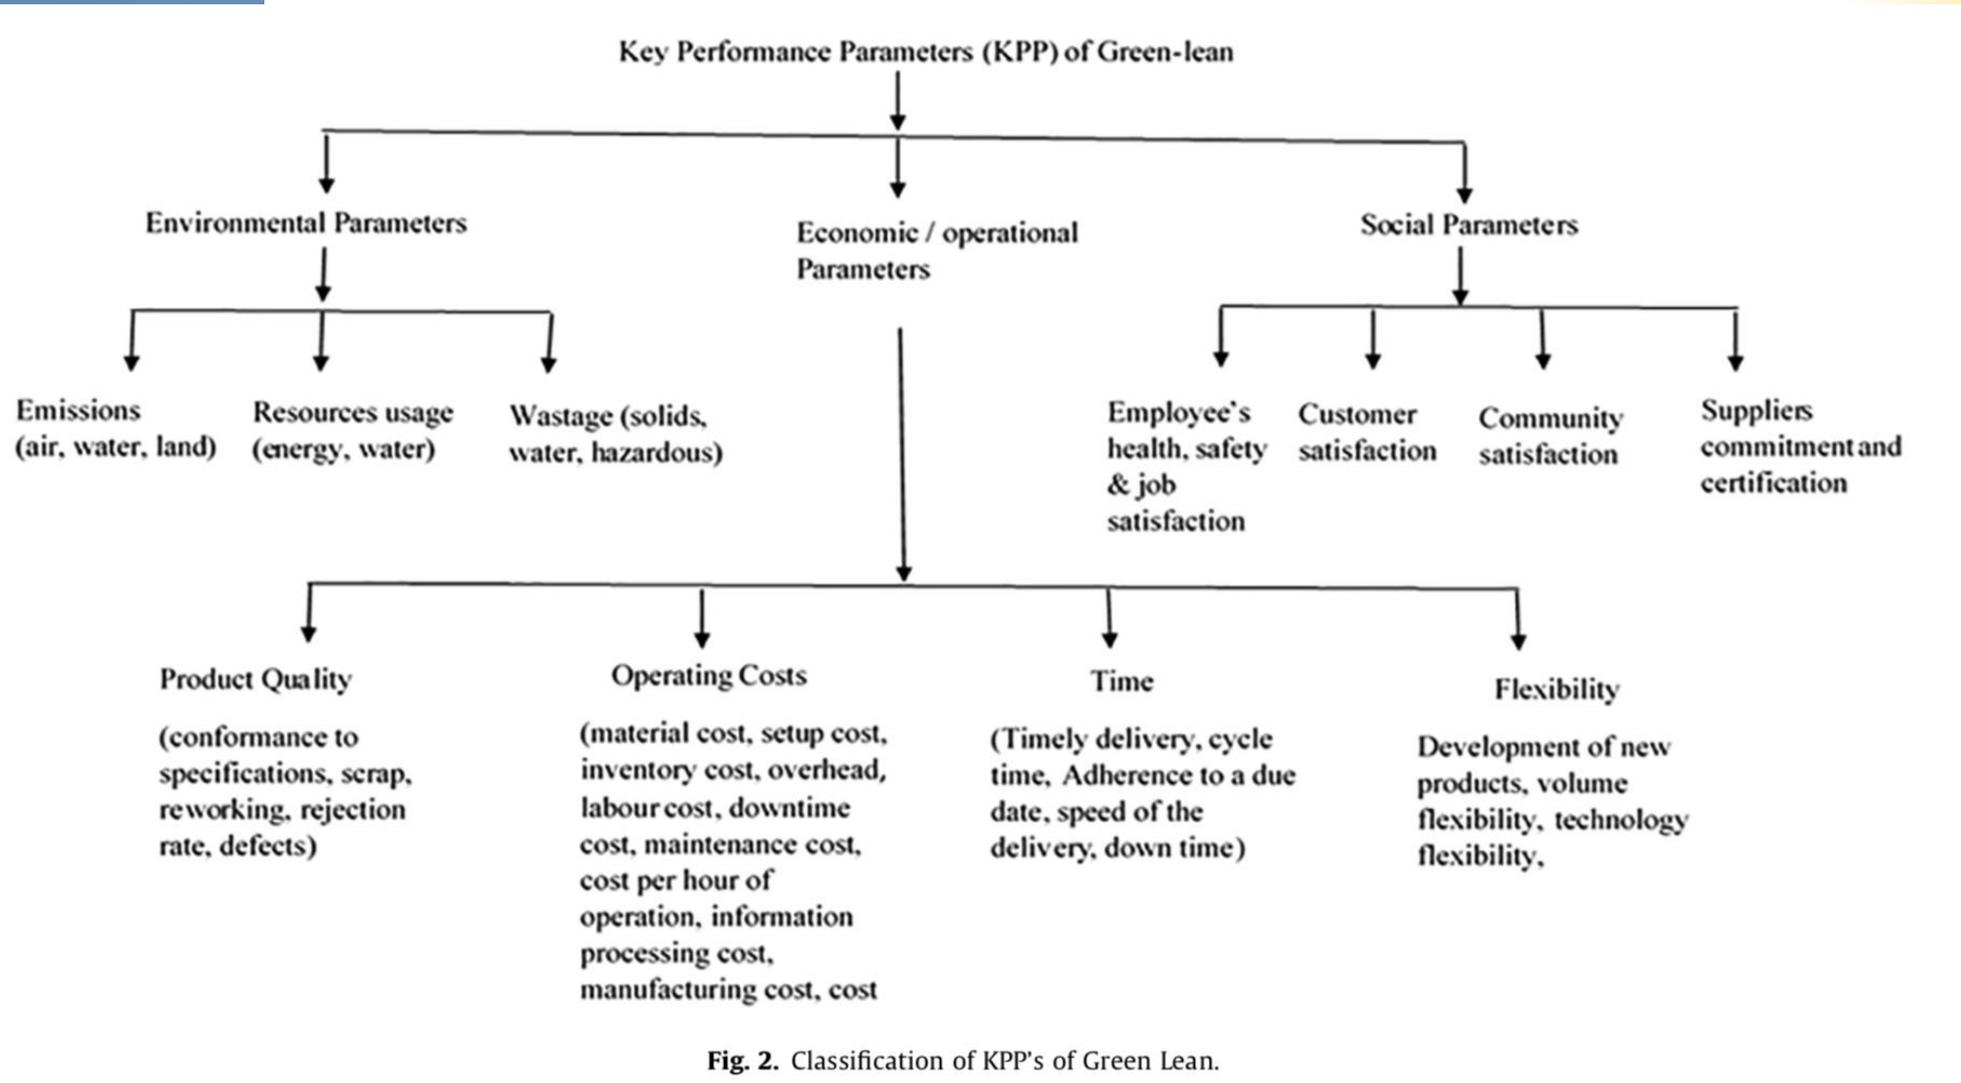 Key Performance Parameters (KPP) of Green-lean
Environmental Parameters
Economic / operational
Parameters
Social Parameters
Emissions
(air, water, land)
Resources usage
(energy, water)
Wastage (solids,
water, hazardous)
Employee's
health, safety
& job
satisfaction
Customer
satisfaction
Community
satisfaction
Suppliers
commitment and
certification
Product Quality
(conformance to
specifications, scrap,
reworking, rejection
rate, defects)
Operating Costs
(material cost, setup cost,
inventory cost, overhead,
labour cost, downtime
cost, maintenance cost,
cost per hour of
operation, information
processing cost,
manufacturing cost, cost
Time
(Timely delivery, cycle
time, Adherence to a due
date, speed of the
delivery, down time)
Flexibility
Development of new
products, volume
flexibility, technology
flexibility,
Fig. 2. Classification of KPP's of Green Lean.